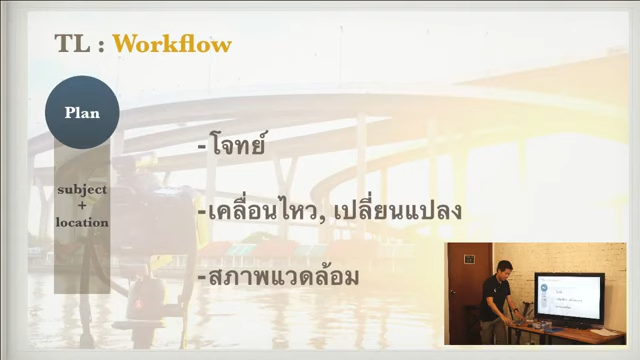 TL : Workflow
Plan
subject
+
location
-โจทย์
-เคลื่อนไหว, เปลี่ยนแปลง
-สภาพแวดล้อม